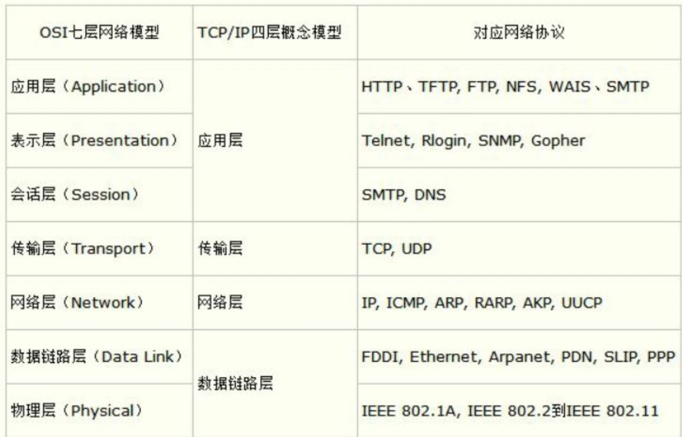 OSI七层网络模型 TCP/IP四层概念模型 对应网络协议
应用层（Application） HTTP、TFTP, FTP, NFS, WAIS、SMTP
表示层（Presentation） 应用层 Telnet, Rlogin, SNMP, Gopher
会话层（Session） SMTP, DNS
传输层（Transport） 传输层 TCP, UDP
网络层（Network） 网络层 IP, ICMP, ARP, RARP, AKP, UUCP
数据链路层（Data Link） FDDI, Ethernet, Arpanet, PDN, SLIP, PPP
数据链路层
物理层（Physical） IEEE 802.1A, IEEE 802.2到IEEE 802.11